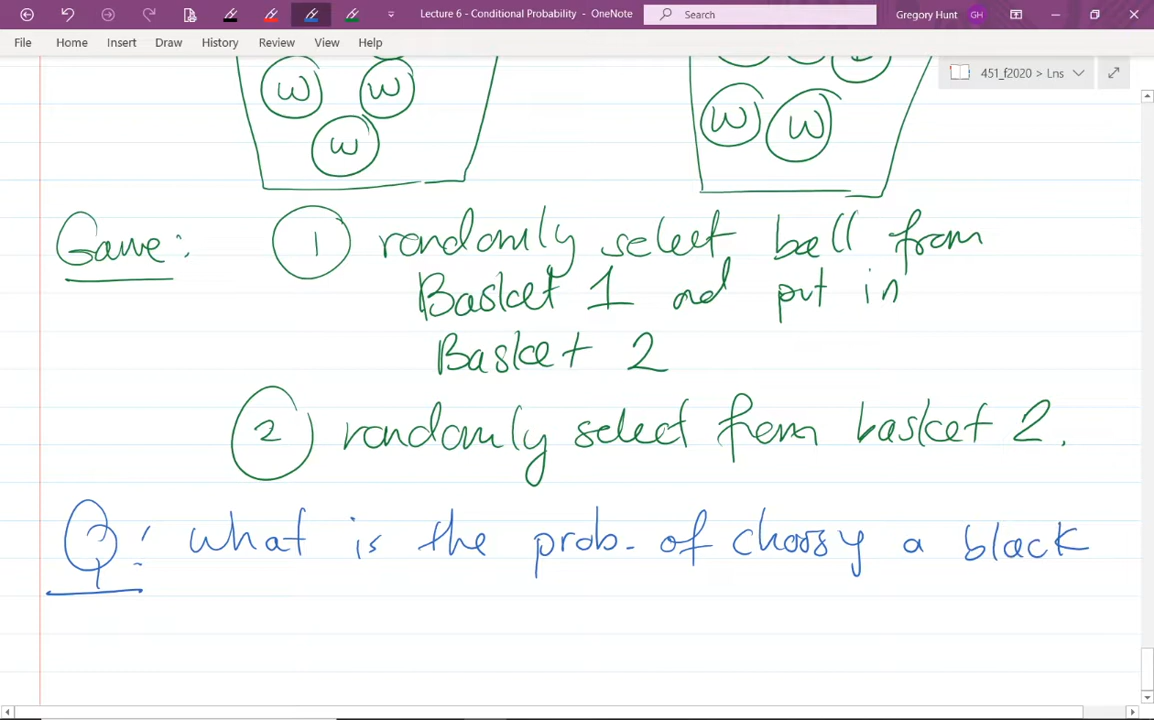 Lecture 6 - Conditional Probability - OneNote
Search
Gregory Hunt
GH
File Home Insert Draw History Review View Help
451_f2020 > Lns
W W
W
W W
Game: 1 randomly select ball from
Basket 1 and put in
Basket 2
2 randomly select from basket 2.
Q: what is the prob. of choosy a black